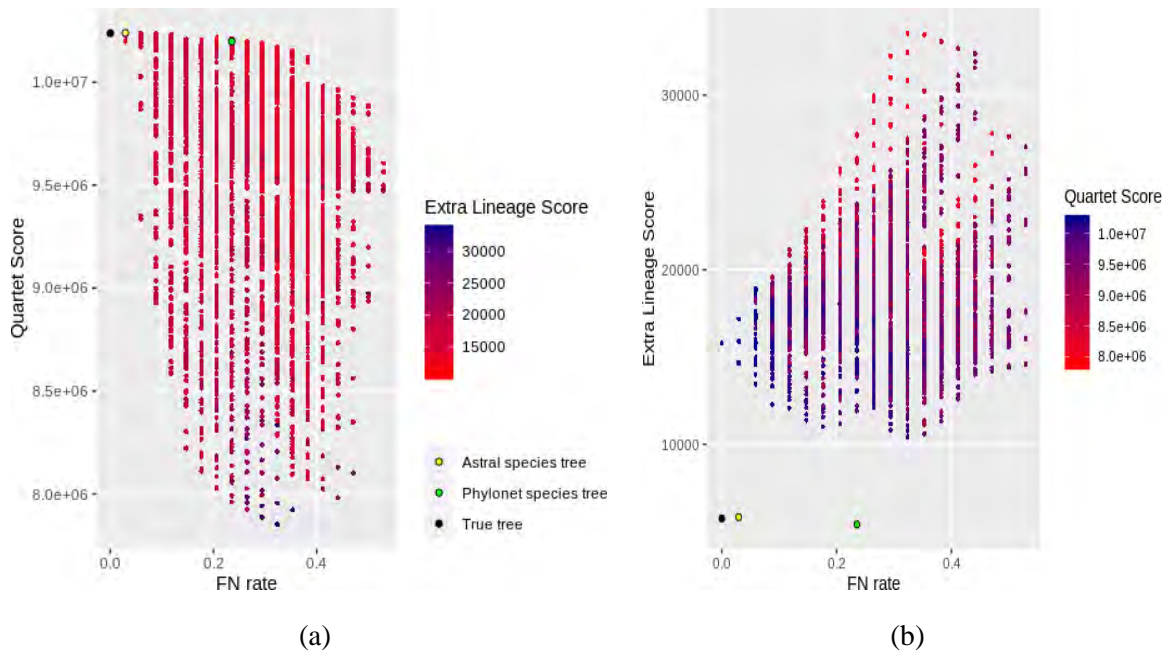 Quartet Score
1.0e+07
9.5e+06
9.0e+06
8.5e+06
8.0e+06
0.0
0.2
0.4
FN rate
Extra Lineage Score
30000
25000
20000
15000
Astral species tree
Phylonet species tree
True tree
(a)
Extra Lineage Score
30000
20000
10000
0.0
0.2
0.4
FN rate
Quartet Score
1.0e+07
9.5e+06
9.0e+06
8.5e+06
8.0e+06
(b)